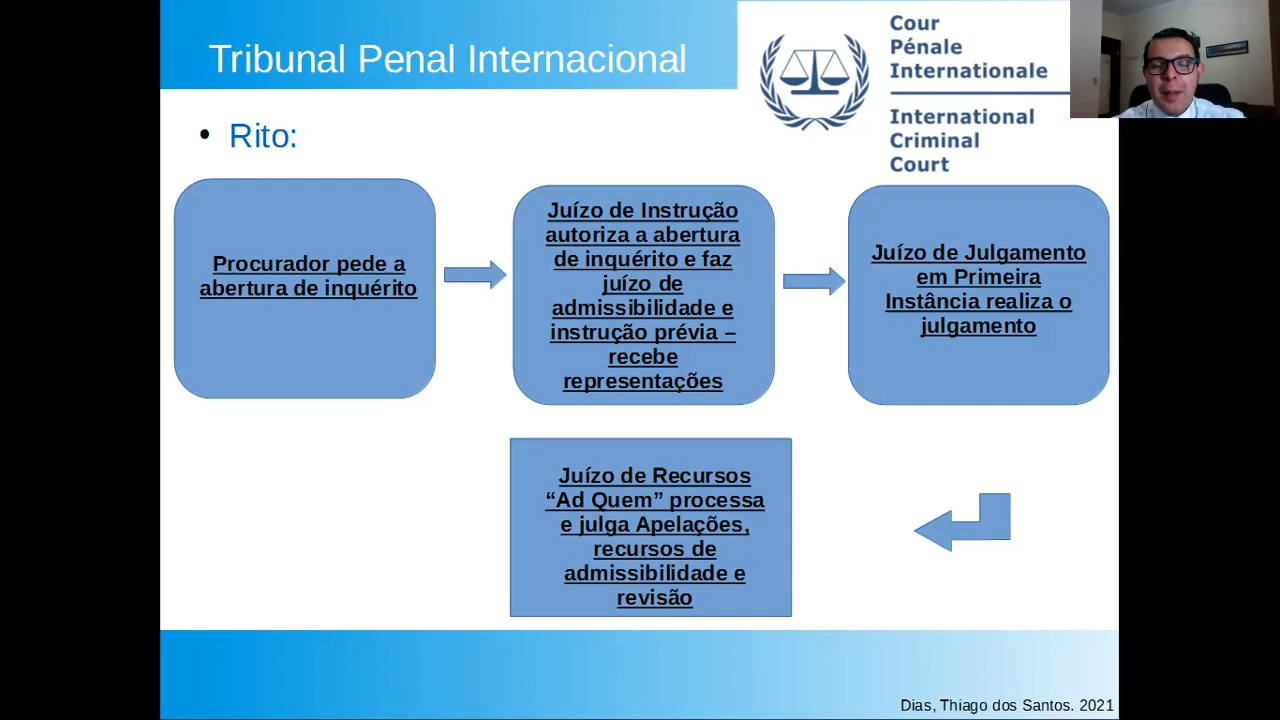 Tribunal Penal Internacional
Cour
Pénale
Internationale
International
Criminal
Court
• Rito:
Procurador pede a
abertura de inquérito
Juízo de Instrução
autoriza a abertura
de inquérito e faz
juízo de
admissibilidade e
instrução prévia –
recebe
representações
Juízo de Julgamento
em Primeira
Instância realiza o
julgamento
Juízo de Recursos
“Ad Quem” processa
e julga Apelações,
recursos de
admissibilidade e
revisão
Dias, Thiago dos Santos. 2021